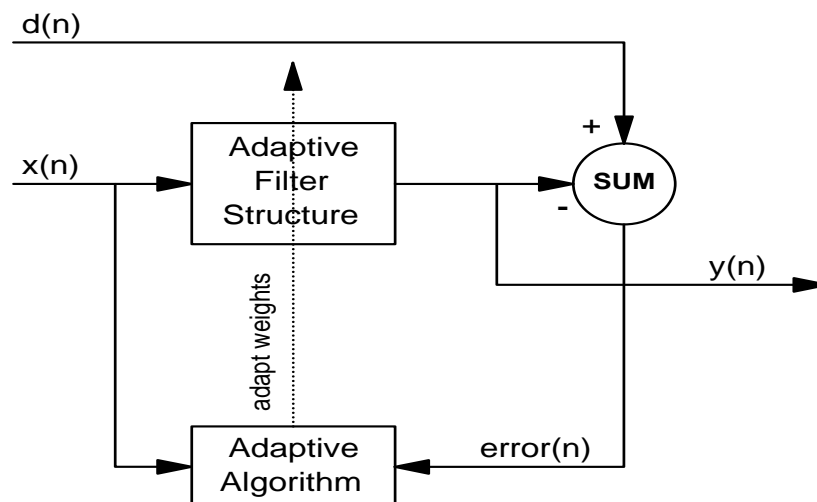 d(n)
+
x(n)
Adaptive
Filter
Structure
SUM
-
y(n)
adapt weights
Adaptive
Algorithm
error(n)